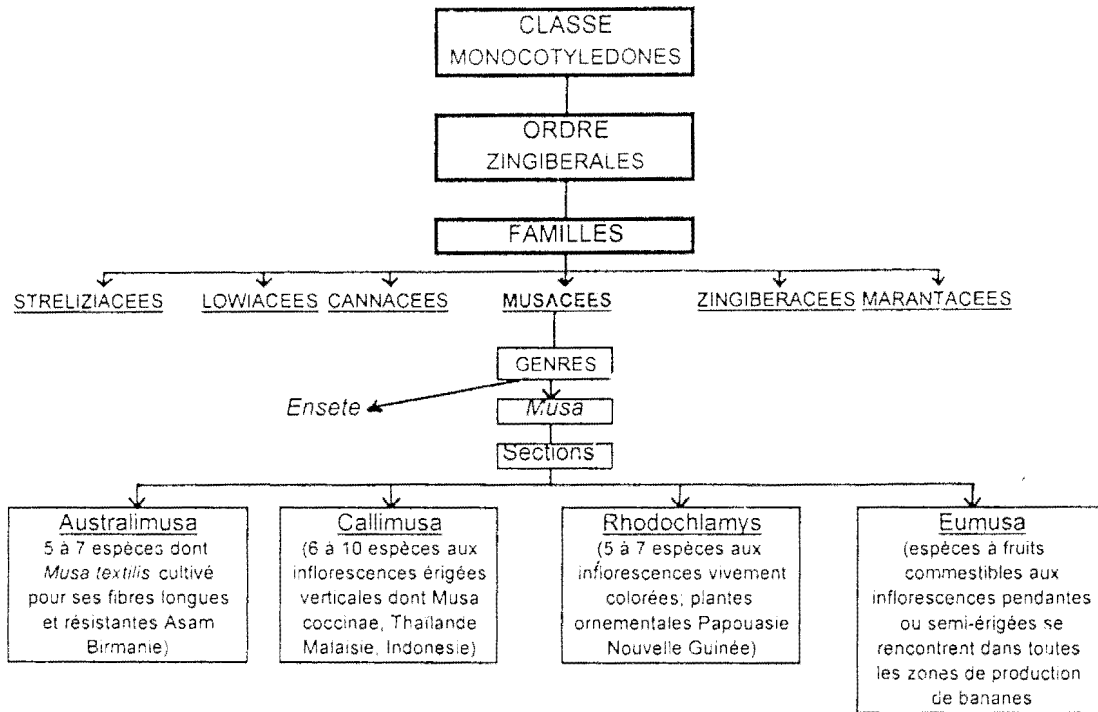 CLASSE
MONOCOTYLEDONES
ORDRE
ZINGIBERALES
FAMILLES
STRELIZIACEES LOWIACEES CANNACEES MUSACEES ZINGIBERACEES MARANTACEES
GENRES
Ensete
Musa
Sections
Australimusa
5 à 7 espèces dont
Musa textilis cultivé
pour ses fibres longues
et résistantes Asam
Birmanie)
Callimusa
(6 à 10 espèces aux
inflorescences érigées
verticales dont Musa
coccinae, Thaïlande
Malaisie, Indonesie)
Rhodochlamys
(5 à 7 espèces aux
inflorescences vivement
colorées; plantes
ornementales Papouasie
Nouvelle Guinée)
Eumusa
(espèces à fruits
commestibles aux
inflorescences pendantes
ou semi-érigées se
rencontrent dans toutes
les zones de production
de bananes